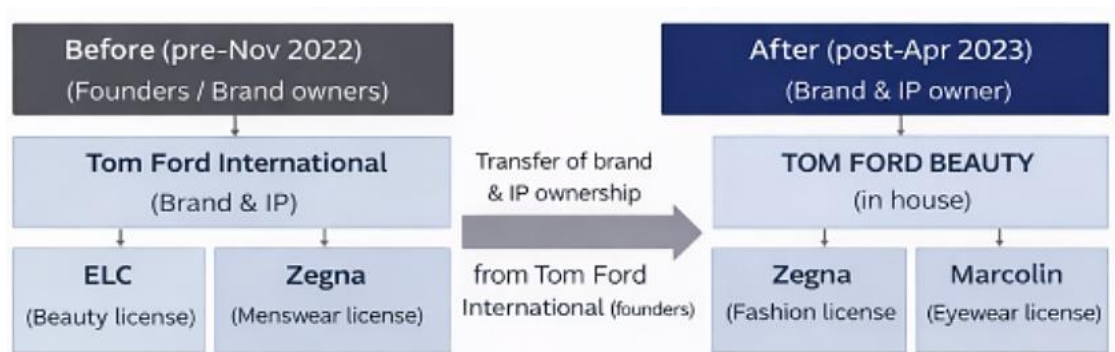 Before (pre-Nov 2022)
(Founders / Brand owners)
Tom Ford International
(Brand & IP)
ELC
(Beauty license)
Zegna
(Menswear license)
Transfer of brand
& IP ownership
from Tom Ford
International (founders)
After (post-Apr 2023)
(Brand & IP owner)
TOM FORD BEAUTY
(in house)
Zegna
(Fashion license
Marcolin
(Eyewear license)